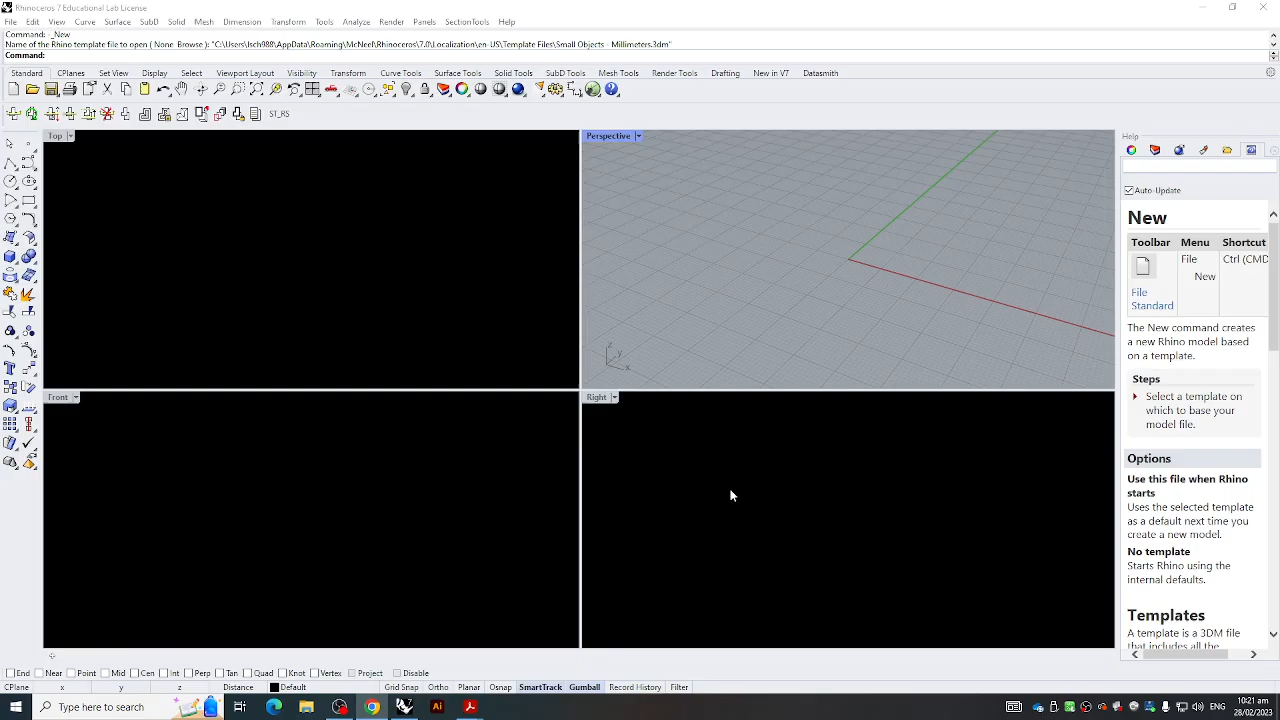 Rhinoceros 7 Educational Lab License
File Edit View Curve Surface SubD Solid Mesh Dimension Transform Tools Analyze Render Panels SectionTools Help
Command: _New
Name of the Rhino template file to open ( None Browse ): "C:\Users\lsch988\AppData\Roaming\McNeel\Rhinoceros\7.0\Localization\en-US\Template Files\Small Objects - Millimeters.3dm"
Command:
Standard CPlanes Set View Display Select Viewport Layout Visibility Transform Curve Tools Surface Tools Solid Tools SubD Tools Mesh Tools Render Tools Drafting New in V7 Datasmith
ST_RS
Top
Perspective
z
y
x
Front
Right
Help
Auto-Update
New
Toolbar Menu Shortcut
File
Standard
File
New
Ctrl (CMD
The New command creates
a new Rhino model based
on a template.
Steps
Select a template on
which to base your
model file.
Options
Use this file when Rhino
starts
Uses the selected template
as a default next time you
create a new model.
No template
Starts Rhino using the
internal defaults.
Templates
A template is a 3DM file
that includes all the
End Near Point Mid Cen Int Perp Tan Quad Knot Vertex Project Disable
CPlane x y z Distance Default Grid Snap Ortho Planar Osnap SmartTrack Gumball Record History Filter
Type here to search
Ai
ENG
10:21 am
28/02/2023